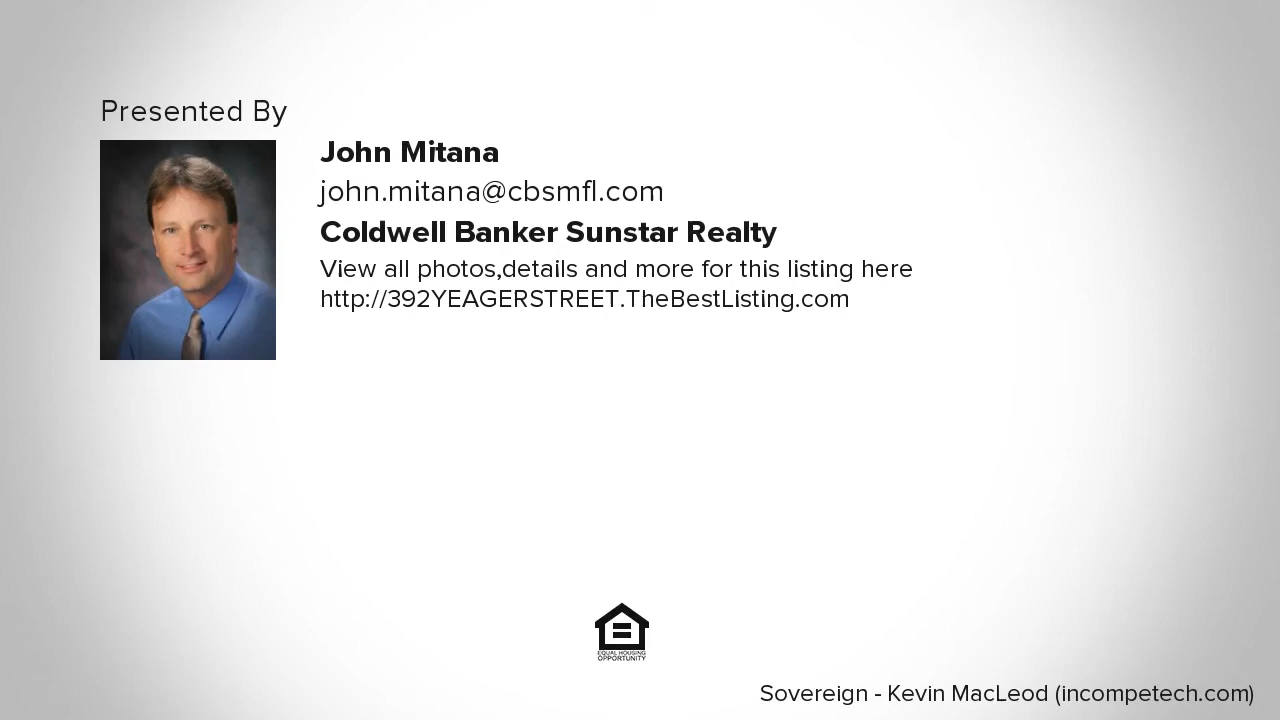 Presented By
John Mitana
john.mitana@cbsmfl.com
Coldwell Banker Sunstar Realty
View all photos,details and more for this listing here
http://392YEAGERSTREET.TheBestListing.com
EQUAL HOUSING
OPPORTUNITY
Sovereign - Kevin MacLeod (incompetech.com)